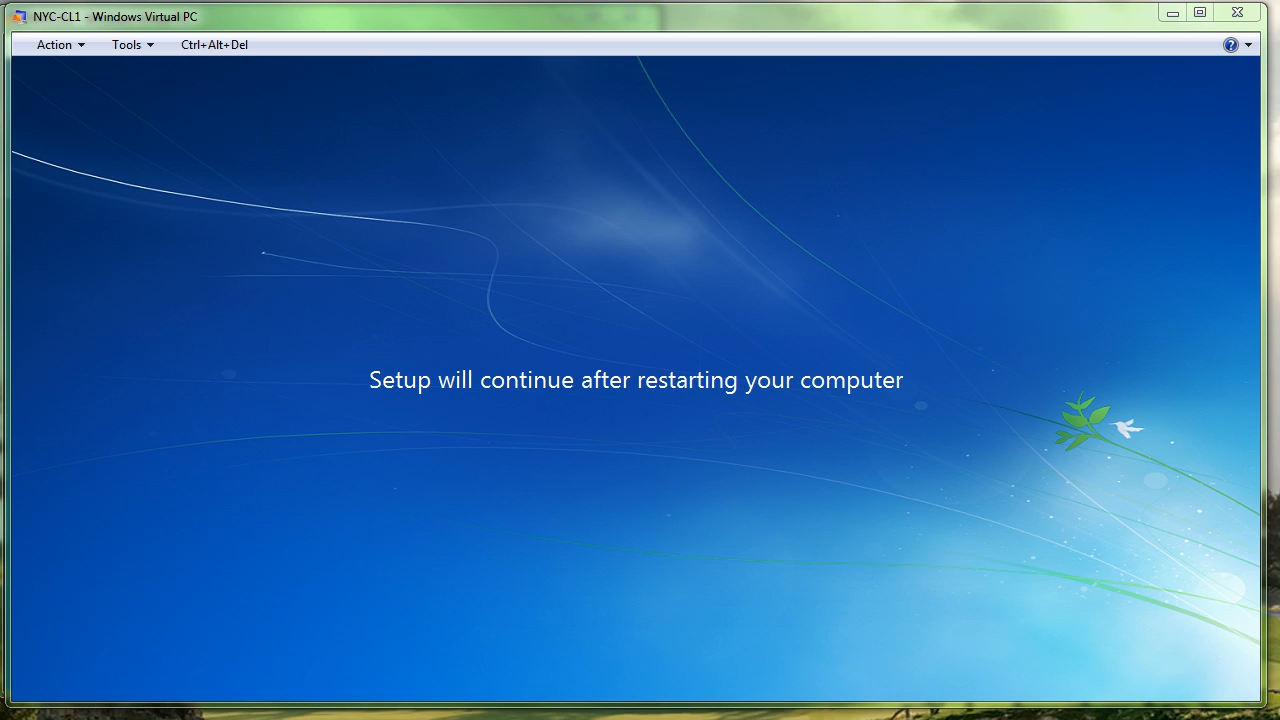 NYC-CL1 - Windows Virtual PC
Action Tools Ctrl+Alt+Del ?
Setup will continue after restarting your computer